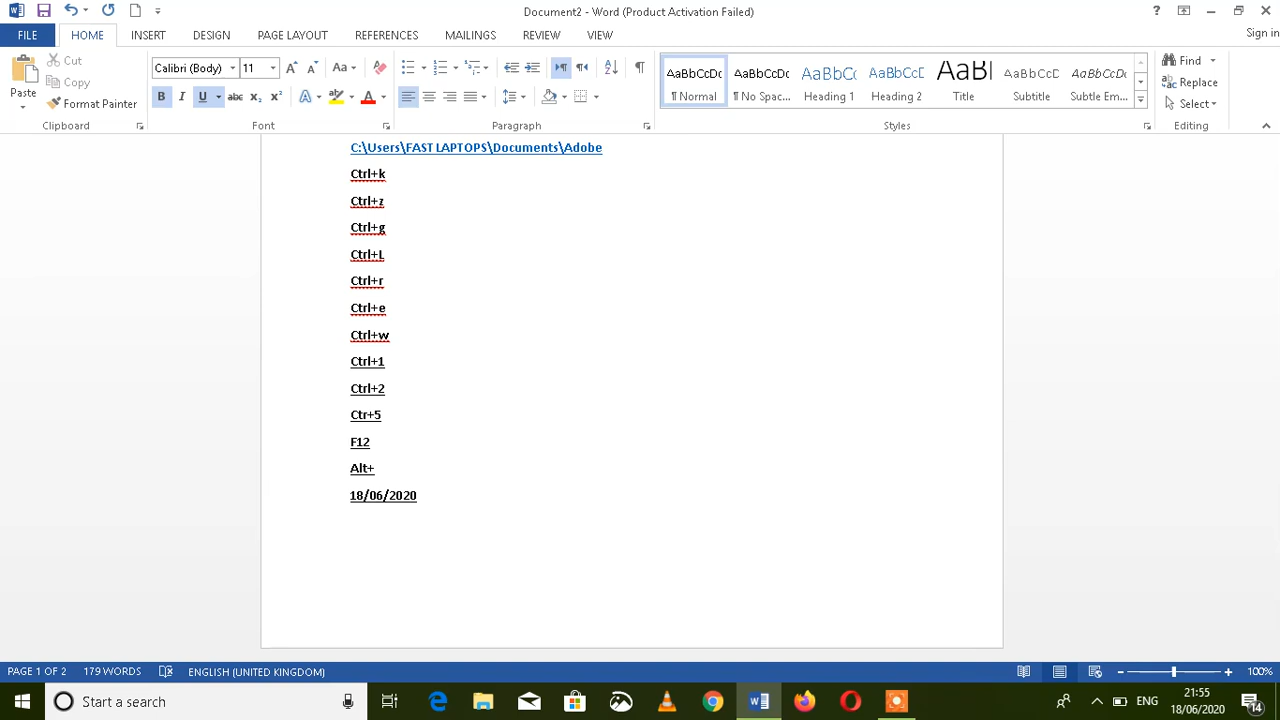 Document2 - Word (Product Activation Failed)
FILE HOME INSERT DESIGN PAGE LAYOUT REFERENCES MAILINGS REVIEW VIEW Sign in
Paste
Cut
Copy
Format Painter
Clipboard
Calibri (Body) 11
Font
Paragraph
AaBbCcDc AaBbCcDc AaBbCc AaBbCcC AaBl AaBbCcD AaBbCcD
¶ Normal ¶ No Spac... Heading 1 Heading 2 Title Subtitle Subtle Em...
Styles
Find
Replace
Select
Editing
C:\Users\FAST LAPTOPS\Documents\Adobe
Ctrl+k
Ctrl+z
Ctrl+g
Ctrl+L
Ctrl+r
Ctrl+e
Ctrl+w
Ctrl+1
Ctrl+2
Ctr+5
F12
Alt+
18/06/2020
PAGE 1 OF 2 179 WORDS ENGLISH (UNITED KINGDOM) 100%
Start a search
ENG
21:55
18/06/2020
14